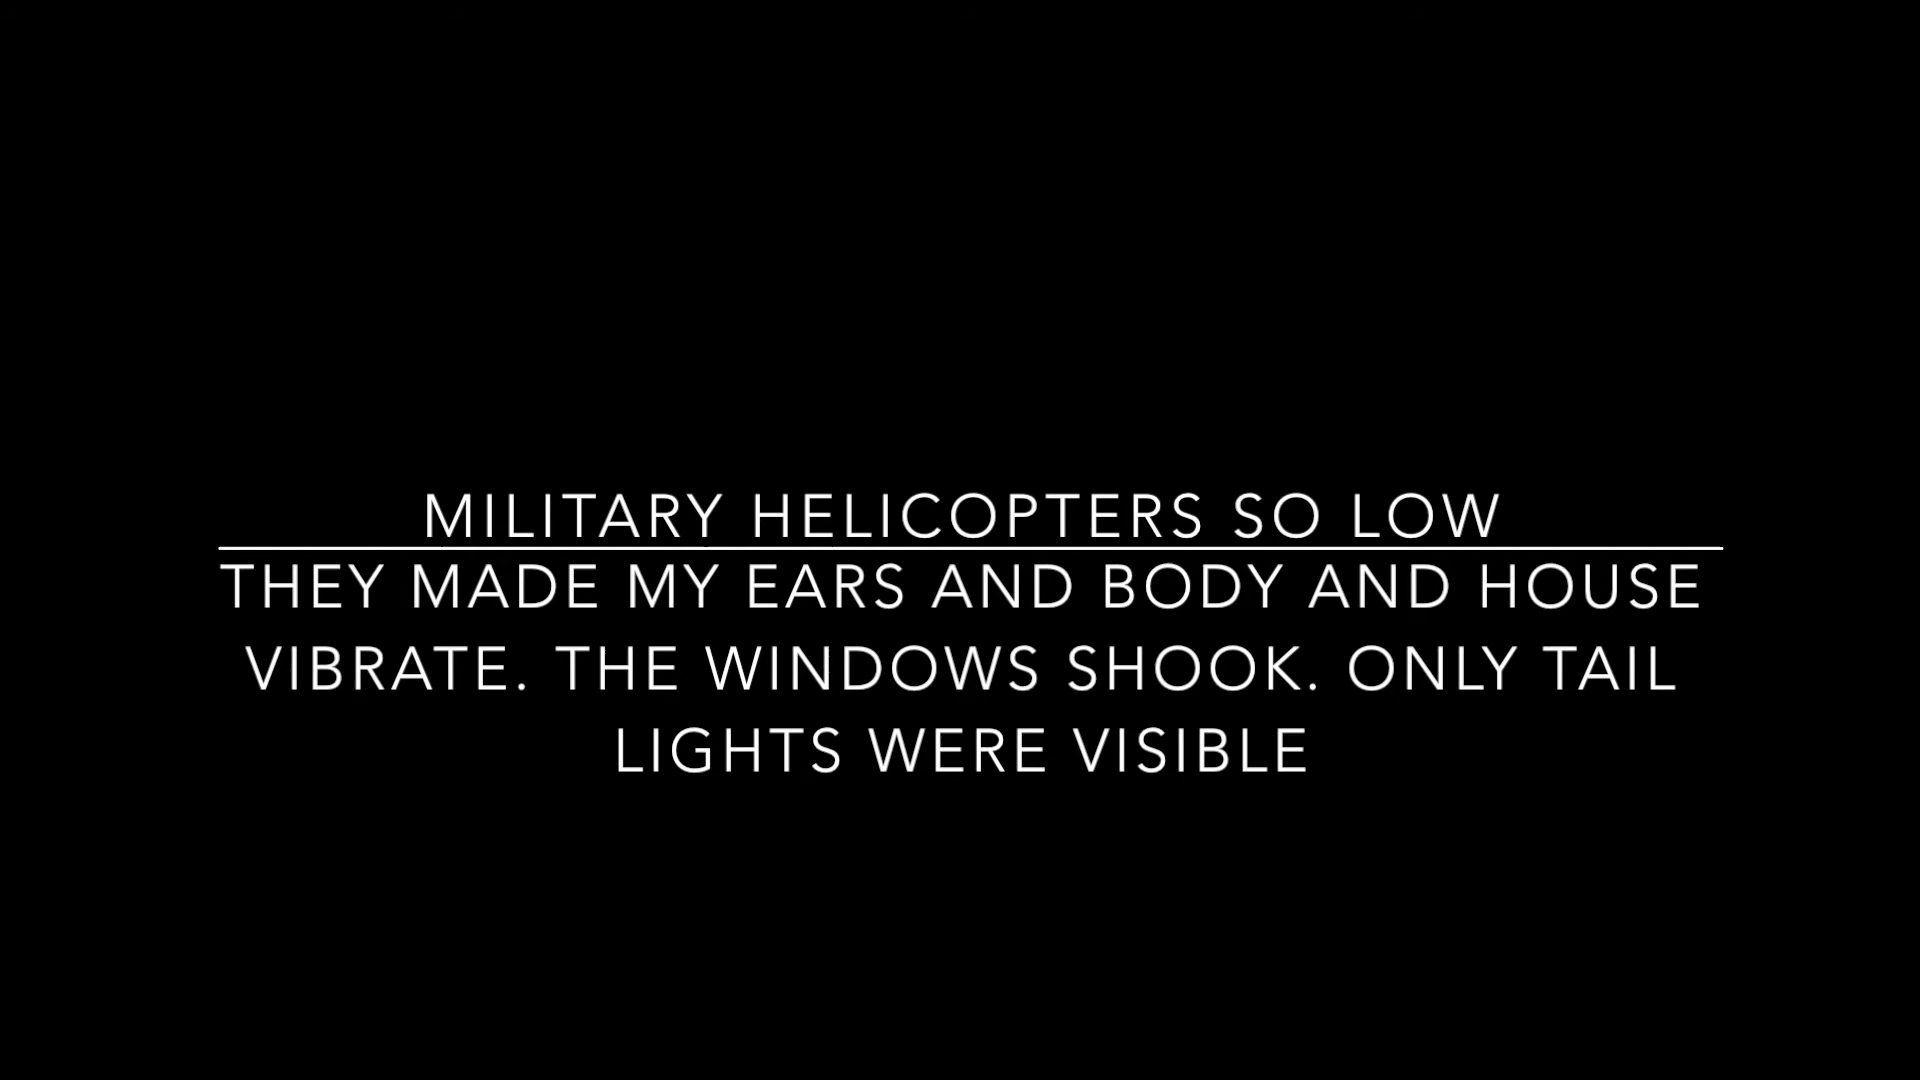 MILITARY HELICOPTERS SO LOW
THEY MADE MY EARS AND BODY AND HOUSE
VIBRATE. THE WINDOWS SHOOK. ONLY TAIL
LIGHTS WERE VISIBLE